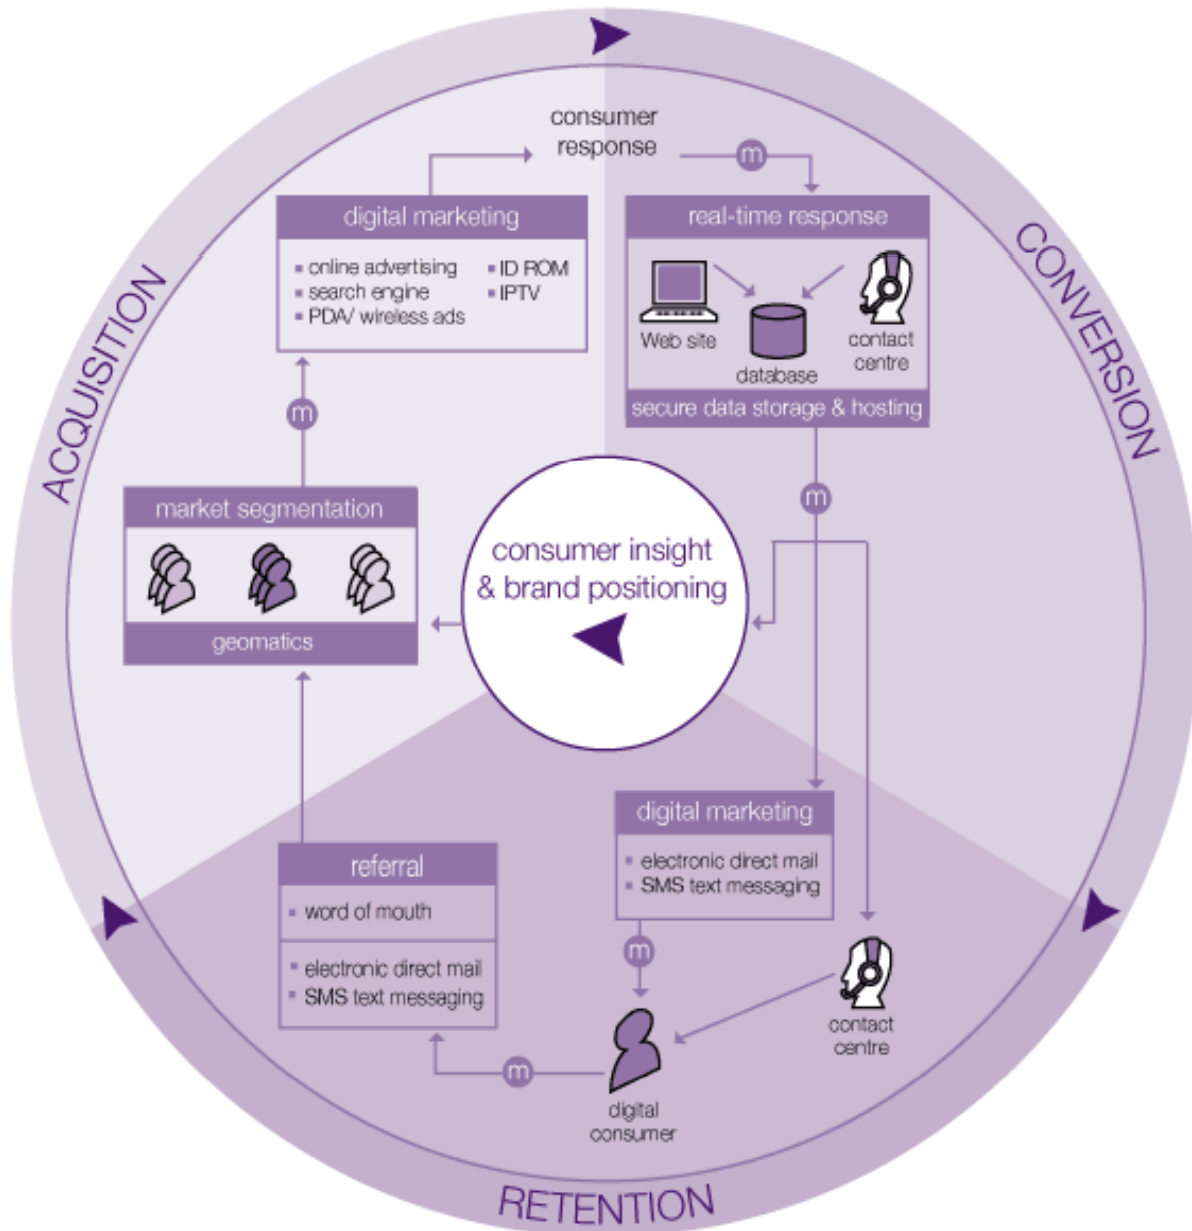 ACQUISITION
CONVERSION
RETENTION
consumer
response
m
digital marketing
online advertising
search engine
PDA/ wireless ads
ID ROM
IPTV
real-time response
Web site
database
contact
centre
secure data storage & hosting
m
m
market segmentation
geomatics
consumer insight
& brand positioning
digital marketing
electronic direct mail
SMS text messaging
m
referral
word of mouth
electronic direct mail
SMS text messaging
m
digital
consumer
contact
centre